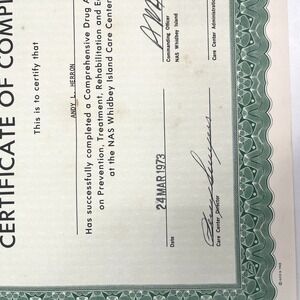 CERTIFICATE OF COMP
This is to certify that
ANDY L. HERRON
Has successfully completed a Comprehensive Drug A
on Prevention, Treatment, Rehabilitation and Ed
at the NAS Whidbey Island Care Center
24 MAR 1973
Date
Care Center Director
Commanding Officer
NAS Whidbey Island
Care Center Administrator